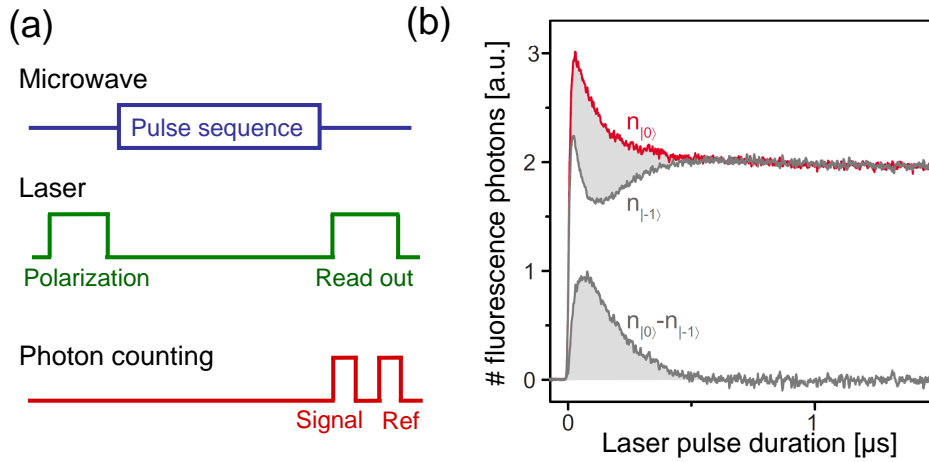 (a)
Microwave
Pulse sequence
Laser
Polarization
Read out
Photon counting
Signal
Ref
(b)
# fluorescence photons [a.u.]
3
2
1
0
n|0⟩
n|-1⟩
n|0⟩-n|-1⟩
0
1
Laser pulse duration [µs]